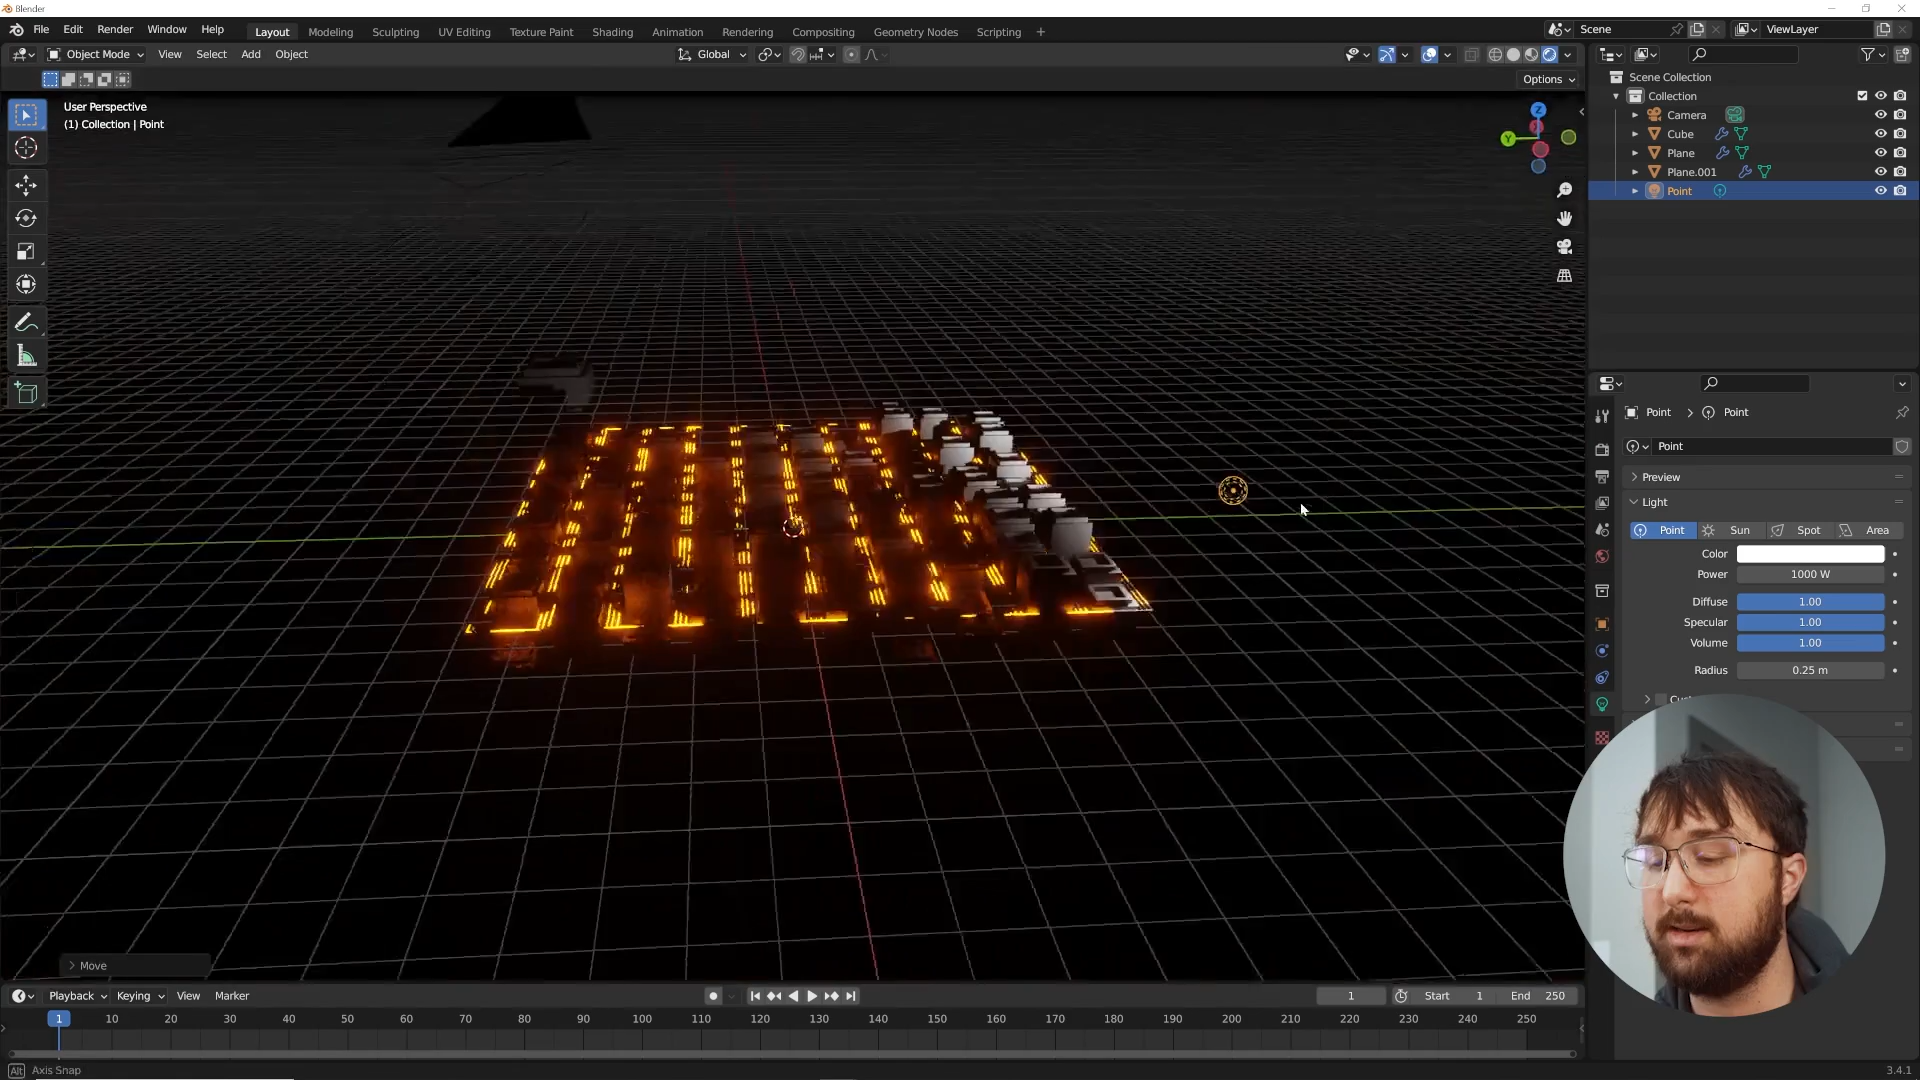 Blender
File Edit Render Window Help
Layout Modeling Sculpting UV Editing Texture Paint Shading Animation Rendering Compositing Geometry Nodes Scripting +
Scene
ViewLayer
Object Mode View Select Add Object
Global
Options
User Perspective
(1) Collection | Point
Z
Y
Scene Collection
Collection
Camera
Cube
Plane
Plane.001
Point
Point > Point
Point
Preview
Light
Point Sun Spot Area
Color
Power 1000 W
Diffuse 1.00
Specular 1.00
Volume 1.00
Radius 0.25 m
Move
Playback Keying View Marker
1 Start 1 End 250
1 10 20 30 40 50 60 70 80 90 100 110 120 130 140 150 160 170 180 190 200 210 220 230 240 250
Alt Axis Snap
3.4.1